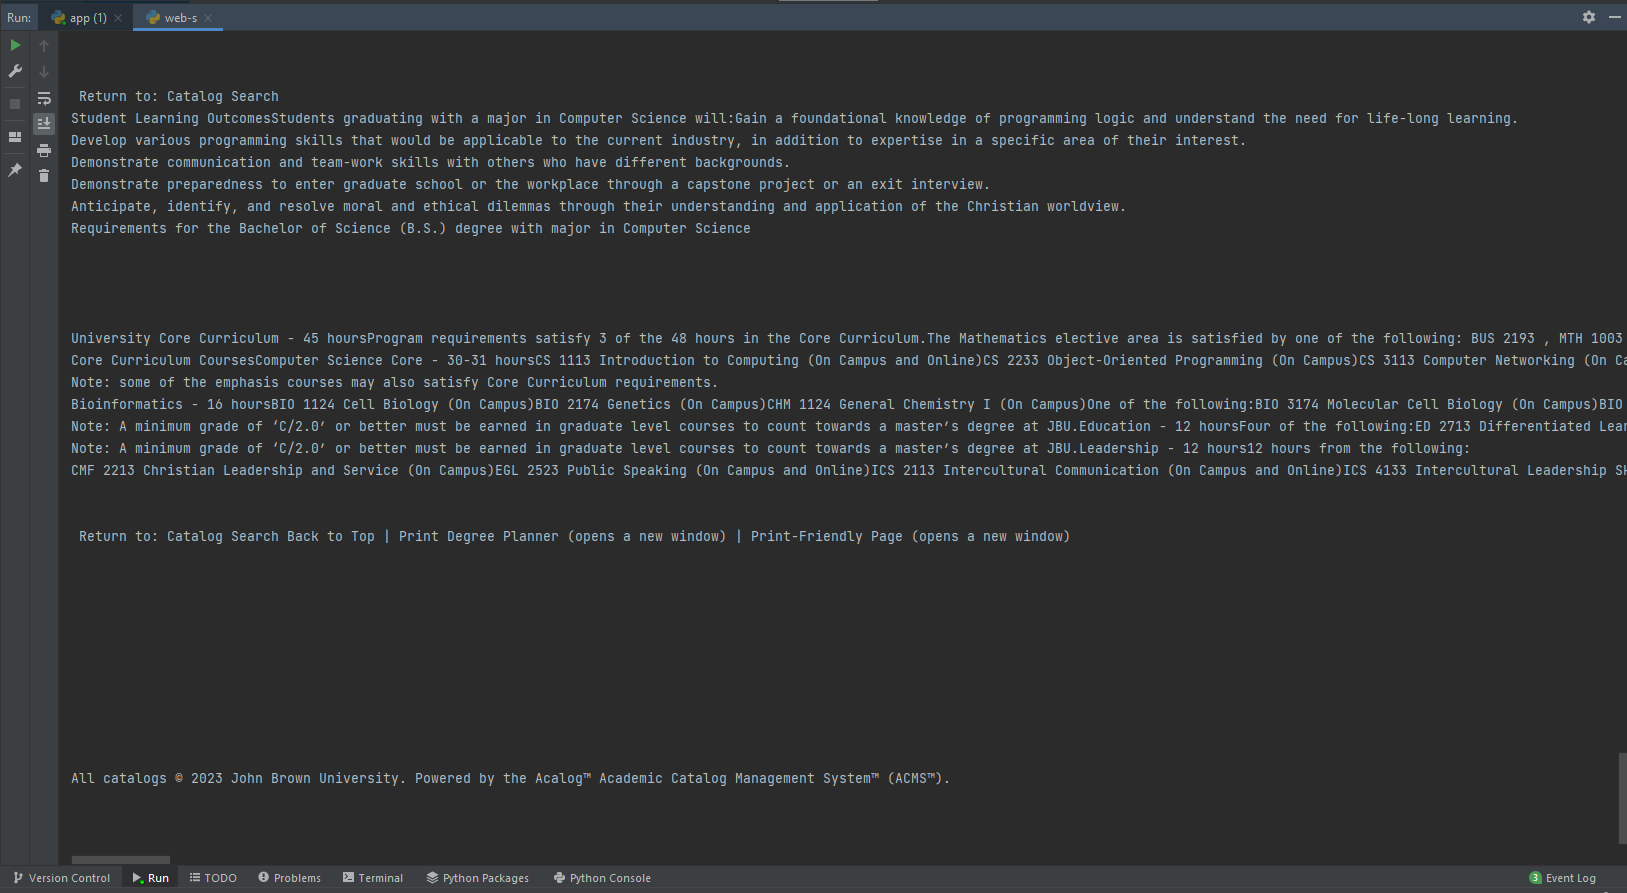 Run: app (1) × web-s ×
Return to: Catalog Search
Student Learning OutcomesStudents graduating with a major in Computer Science will:Gain a foundational knowledge of programming logic and understand the need for life-long learning.
Develop various programming skills that would be applicable to the current industry, in addition to expertise in a specific area of their interest.
Demonstrate communication and team-work skills with others who have different backgrounds.
Demonstrate preparedness to enter graduate school or the workplace through a capstone project or an exit interview.
Anticipate, identify, and resolve moral and ethical dilemmas through their understanding and application of the Christian worldview.
Requirements for the Bachelor of Science (B.S.) degree with major in Computer Science
University Core Curriculum - 45 hoursProgram requirements satisfy 3 of the 48 hours in the Core Curriculum.The Mathematics elective area is satisfied by one of the following: BUS 2193 , MTH 1003
Core Curriculum CoursesComputer Science Core - 30-31 hoursCS 1113 Introduction to Computing (On Campus and Online)CS 2233 Object-Oriented Programming (On Campus)CS 3113 Computer Networking (On Ca
Note: some of the emphasis courses may also satisfy Core Curriculum requirements.
Bioinformatics - 16 hoursBIO 1124 Cell Biology (On Campus)BIO 2174 Genetics (On Campus)CHM 1124 General Chemistry I (On Campus)One of the following:BIO 3174 Molecular Cell Biology (On Campus)BIO
Note: A minimum grade of ‘C/2.0’ or better must be earned in graduate level courses to count towards a master’s degree at JBU.Education - 12 hoursFour of the following:ED 2713 Differentiated Lear
Note: A minimum grade of ‘C/2.0’ or better must be earned in graduate level courses to count towards a master’s degree at JBU.Leadership - 12 hours12 hours from the following:
CMF 2213 Christian Leadership and Service (On Campus)EGL 2523 Public Speaking (On Campus and Online)ICS 2113 Intercultural Communication (On Campus and Online)ICS 4133 Intercultural Leadership Sk
Return to: Catalog Search Back to Top | Print Degree Planner (opens a new window) | Print-Friendly Page (opens a new window)
All catalogs © 2023 John Brown University. Powered by the Acalog™ Academic Catalog Management System™ (ACMS™).
Version Control Run TODO Problems Terminal Python Packages Python Console 3 Event Log